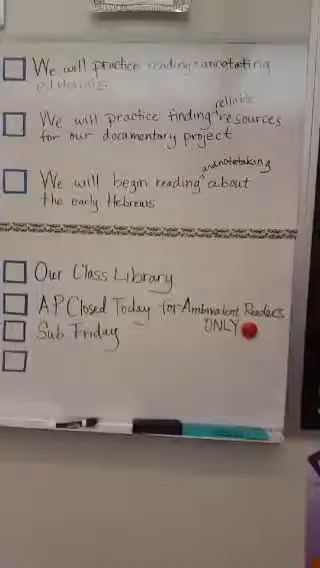 We will practice reading + annotating
editorials.
We will practice finding reliable resources
for our documentary project
We will begin reading and notetaking about
the early Hebrews
Our Class Library
AP Closed Today for Ambivalent Readers
ONLY
Sub Friday